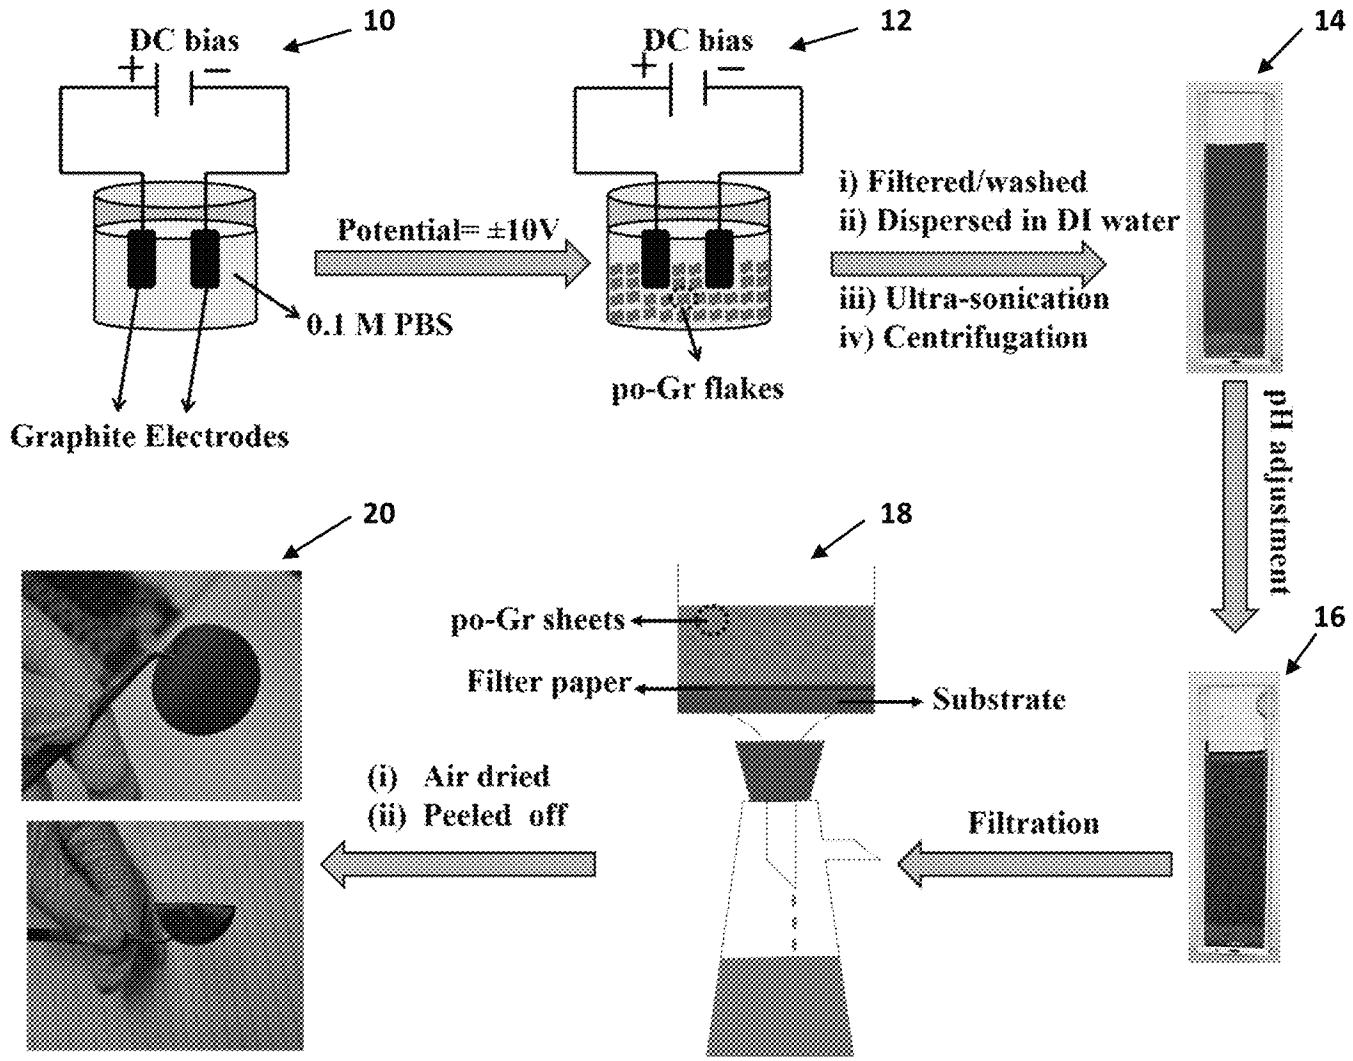 10
DC bias
+ −
0.1 M PBS
Graphite Electrodes
Potential= ±10V
12
DC bias
+ −
po-Gr flakes
i) Filtered/washed
ii) Dispersed in DI water
iii) Ultra-sonication
iv) Centrifugation
14
pH adjustment
16
Filtration
18
po-Gr sheets
Filter paper
Substrate
(i) Air dried
(ii) Peeled off
20